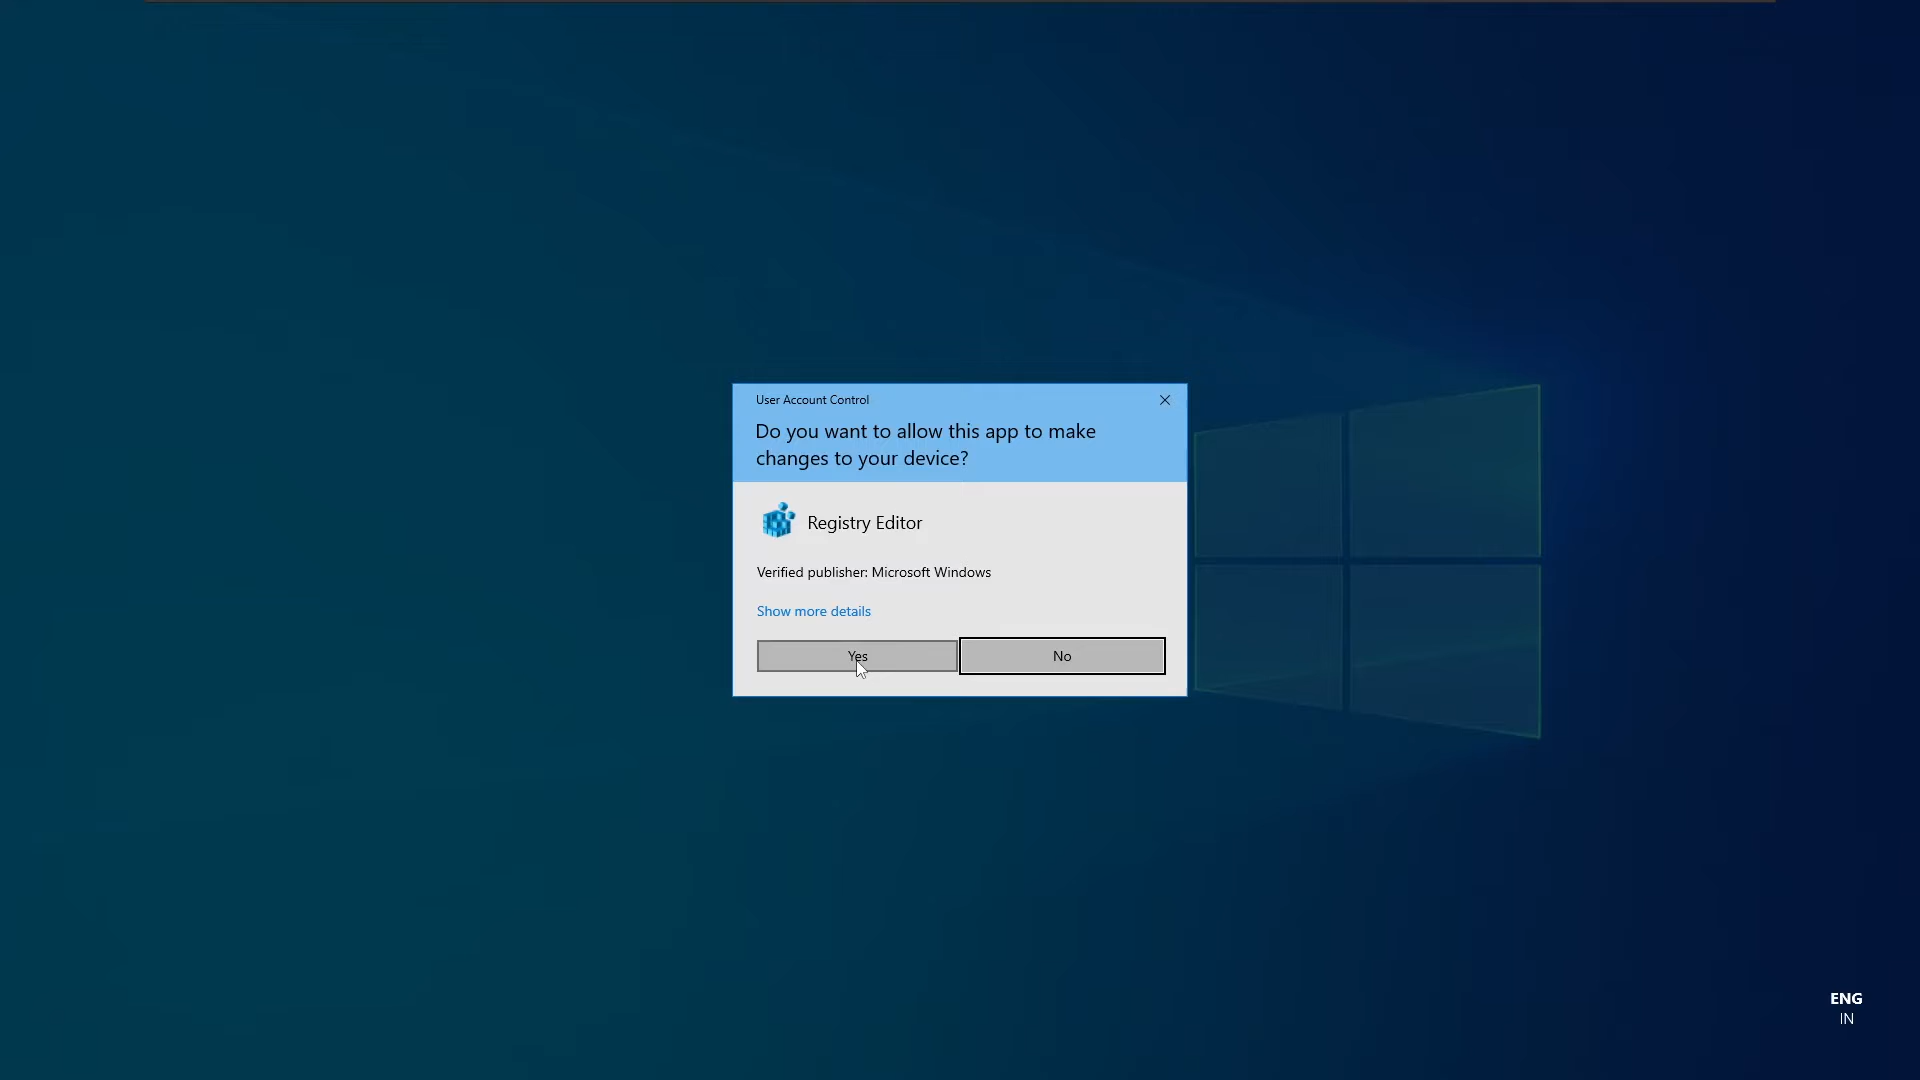 User Account Control
Do you want to allow this app to make
changes to your device?
Registry Editor
Verified publisher: Microsoft Windows
Show more details
Yes
No
ENG
IN